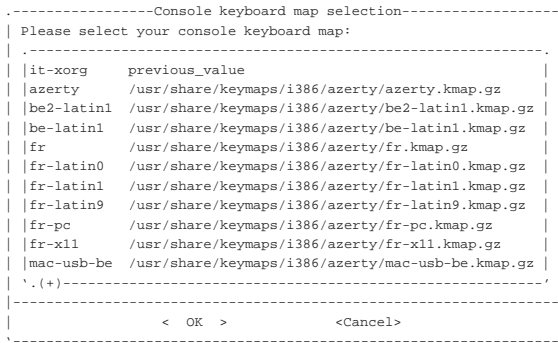 .-----------------Console keyboard map selection-------------------
| Please select your console keyboard map:
| .--------------------------------------------------------------.
| |it-xorg    previous_value                                     |
| |azerty     /usr/share/keymaps/i386/azerty/azerty.kmap.gz      |
| |be2-latin1 /usr/share/keymaps/i386/azerty/be2-latin1.kmap.gz |
| |be-latin1  /usr/share/keymaps/i386/azerty/be-latin1.kmap.gz   |
| |fr         /usr/share/keymaps/i386/azerty/fr.kmap.gz          |
| |fr-latin0  /usr/share/keymaps/i386/azerty/fr-latin0.kmap.gz   |
| |fr-latin1  /usr/share/keymaps/i386/azerty/fr-latin1.kmap.gz   |
| |fr-latin9  /usr/share/keymaps/i386/azerty/fr-latin9.kmap.gz   |
| |fr-pc      /usr/share/keymaps/i386/azerty/fr-pc.kmap.gz       |
| |fr-x11     /usr/share/keymaps/i386/azerty/fr-x11.kmap.gz      |
| |mac-usb-be /usr/share/keymaps/i386/azerty/mac-usb-be.kmap.gz |
| ‘.(+)----------------------------------------------------------’
|------------------------------------------------------------------
|                  <  OK  >             <Cancel>
‘------------------------------------------------------------------